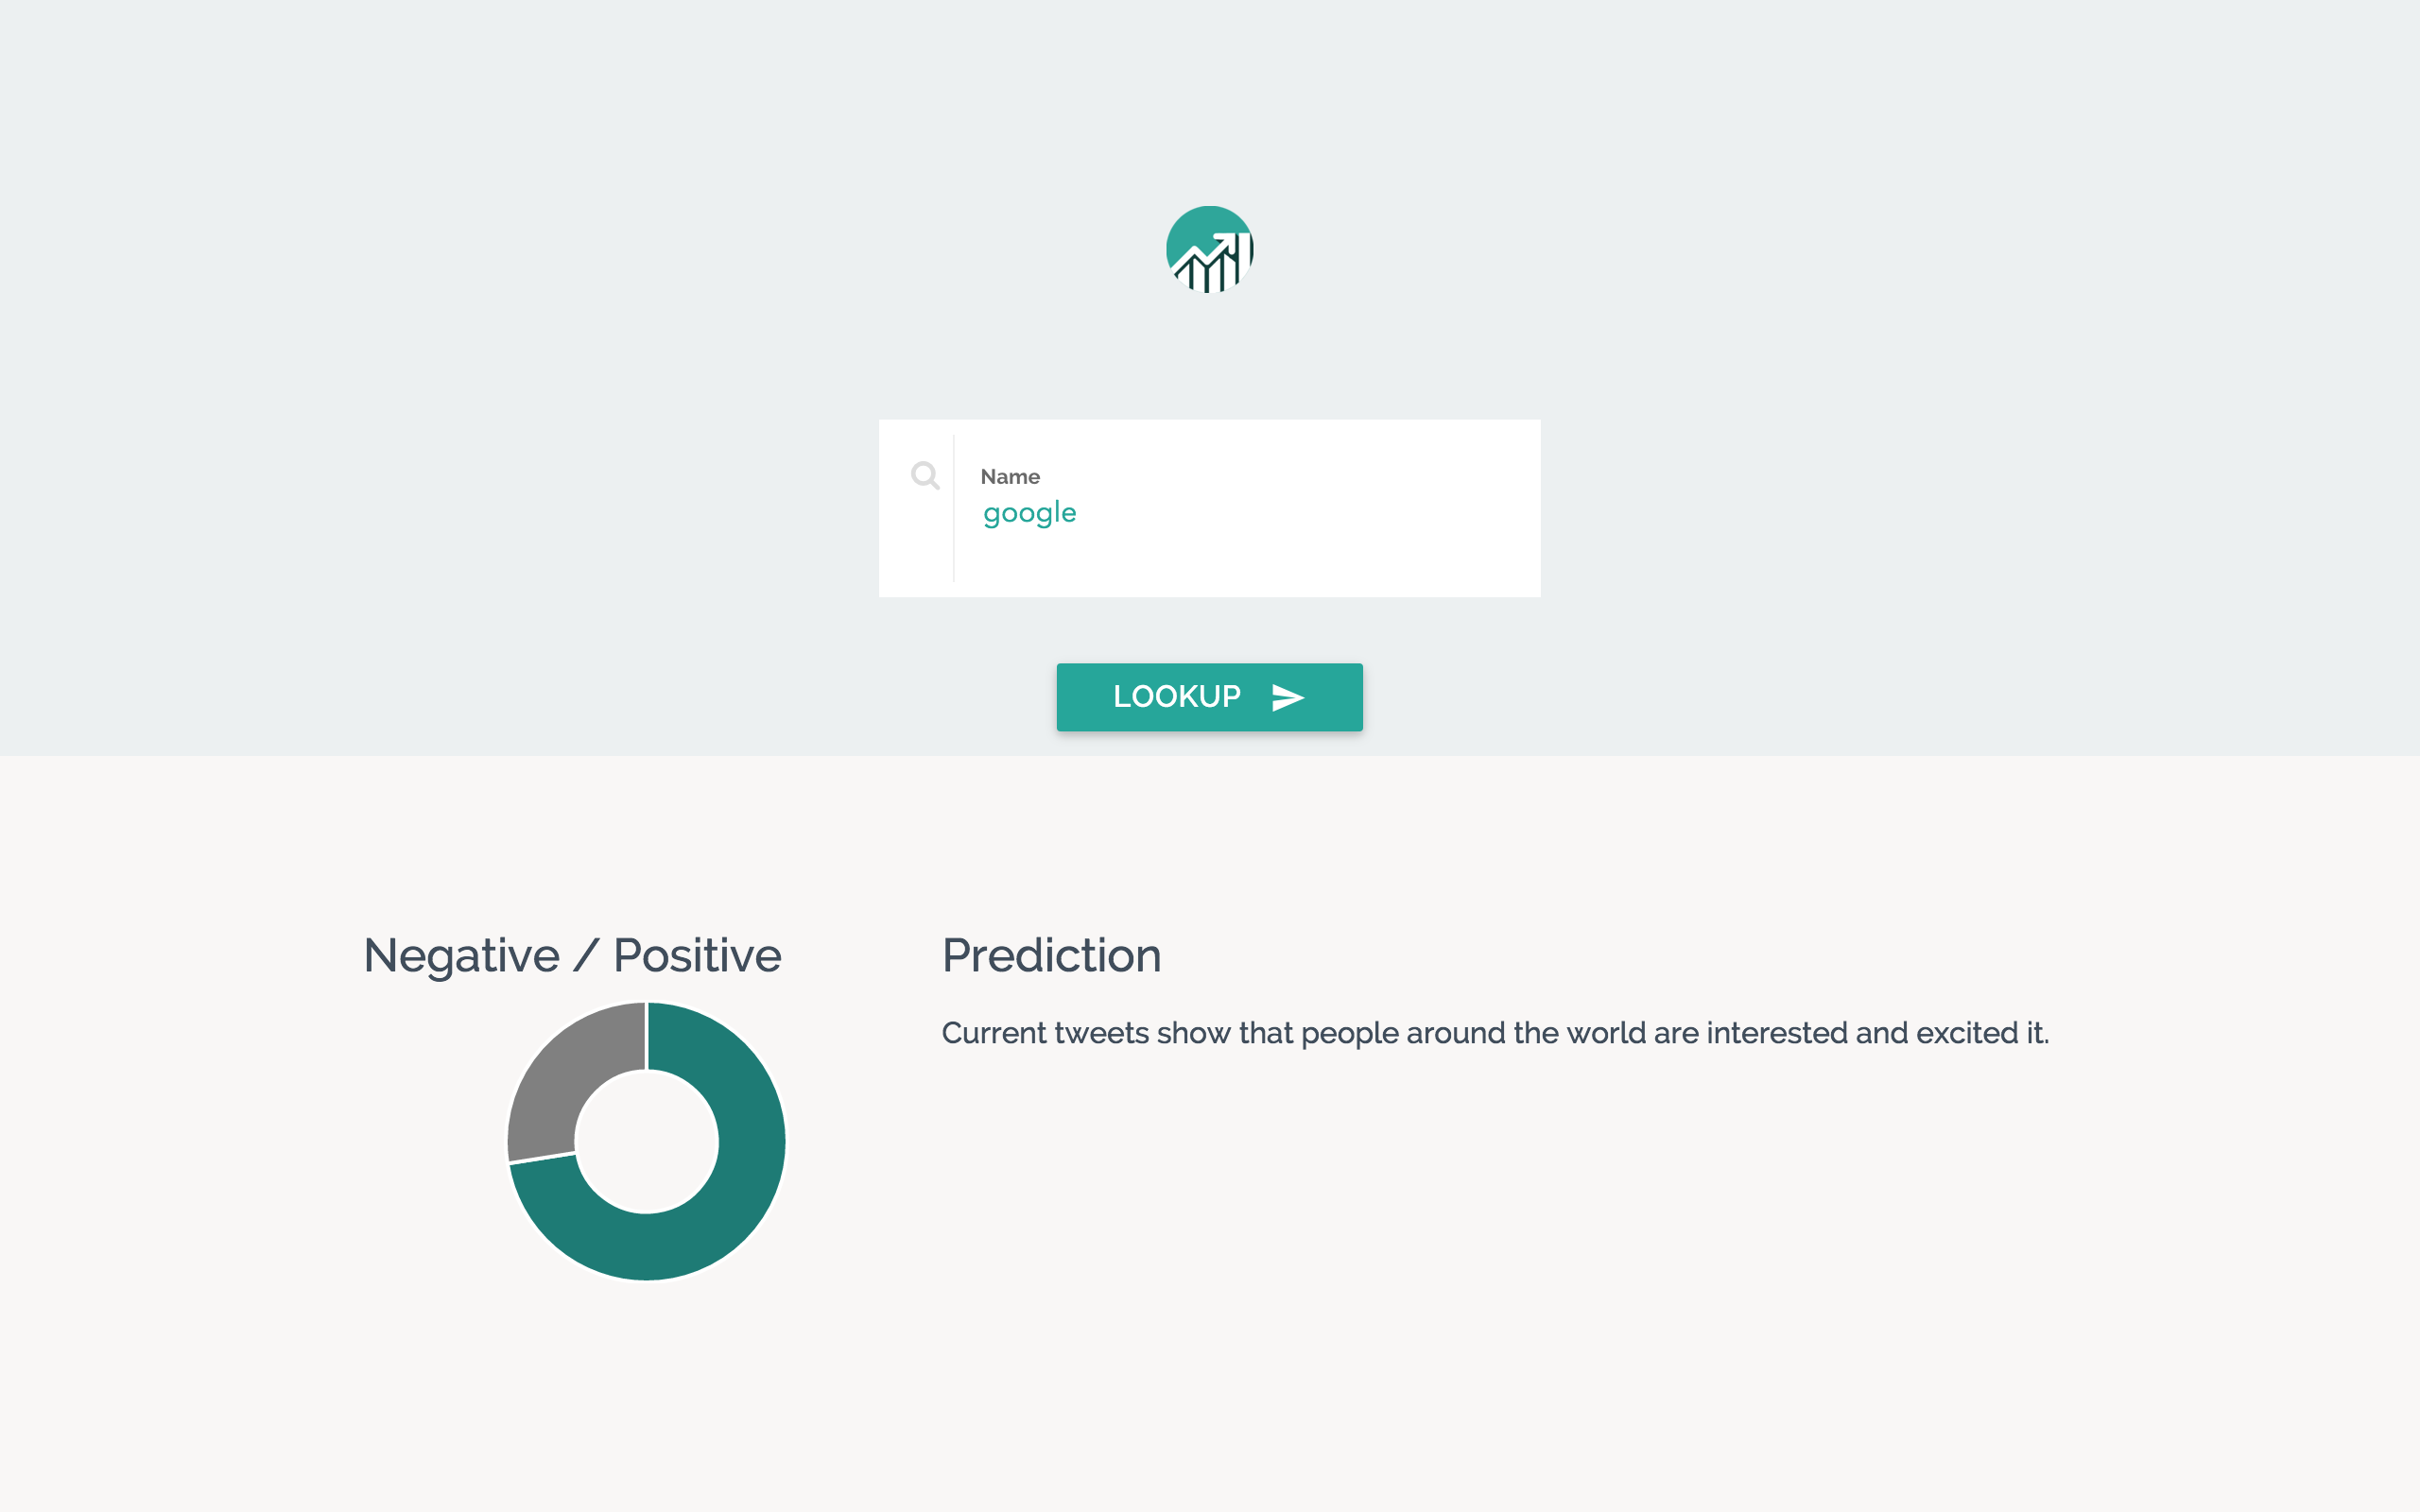 Name
google
LOOKUP
Negative / Positive
Prediction
Current tweets show that people around the world are interested and excited it.